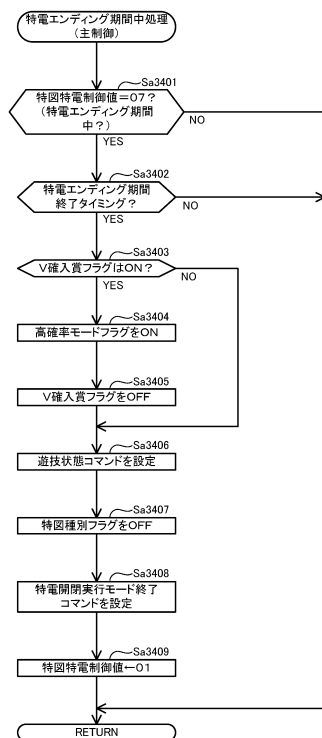 特電エンディング期間中処理
(主制御)
Sa3401
特図特電制御値=07?
(特電エンディング期間
中?)
NO
YES
Sa3402
特電エンディング期間
終了タイミング?
NO
YES
Sa3403
V確入賞フラグはON?
NO
YES
Sa3404
高確率モードフラグをON
Sa3405
V確入賞フラグをOFF
Sa3406
遊技状態コマンドを設定
Sa3407
特図種別フラグをOFF
Sa3408
特電開閉実行モード終了
コマンドを設定
Sa3409
特図特電制御値←01
RETURN